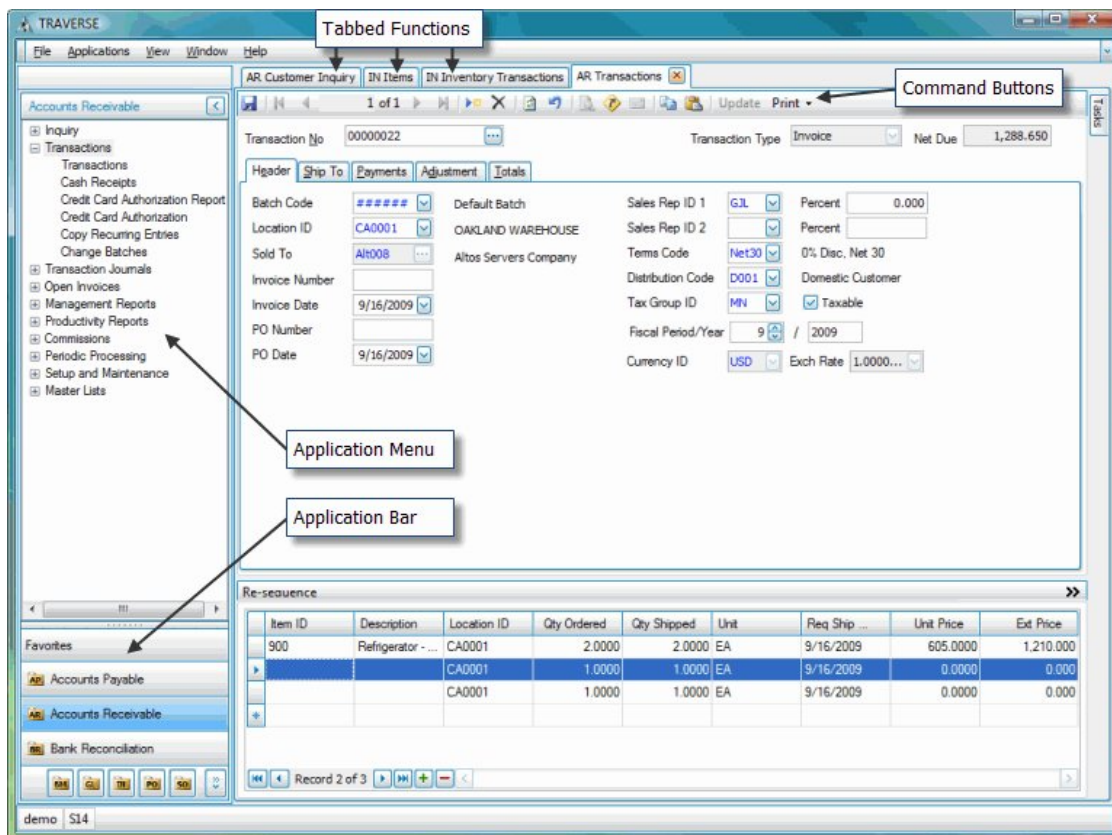 TRAVERSE
Tabbed Functions
File Applications View Window Help
AR Customer Inquiry IN Items IN Inventory Transactions AR Transactions
Command Buttons
Accounts Receivable
1 of 1 Update Print
Tasks
Inquiry
Transactions
Transactions
Cash Receipts
Credit Card Authorization Report
Credit Card Authorization
Copy Recurring Entries
Change Batches
Transaction Journals
Open Invoices
Management Reports
Productivity Reports
Commissions
Periodic Processing
Setup and Maintenance
Master Lists
Transaction No 00000022 ... Transaction Type Invoice Net Due 1,288.650
Header Ship To Payments Adjustment Totals
Batch Code ###### Default Batch
Location ID CA0001 OAKLAND WAREHOUSE
Sold To Alt008 ... Altos Servers Company
Invoice Number
Invoice Date 9/16/2009
PO Number
PO Date 9/16/2009
Sales Rep ID 1 GJL Percent 0.000
Sales Rep ID 2 Percent
Terms Code Net30 0% Disc, Net 30
Distribution Code D001 Domestic Customer
Tax Group ID MN Taxable
Fiscal Period/Year 9 / 2009
Currency ID USD Exch Rate 1.0000...
Application Menu
Application Bar
Re-sequence
Item ID Description Location ID Qty Ordered Qty Shipped Unit Req Ship ... Unit Price Ext Price
900 Refrigerator - ... CA0001 2.0000 2.0000 EA 9/16/2009 605.0000 1,210.000
CA0001 1.0000 1.0000 EA 9/16/2009 0.0000 0.000
CA0001 1.0000 1.0000 EA 9/16/2009 0.0000 0.000
Record 2 of 3
Favorites
AP Accounts Payable
AR Accounts Receivable
BR Bank Reconciliation
GL PO SO
demo S14